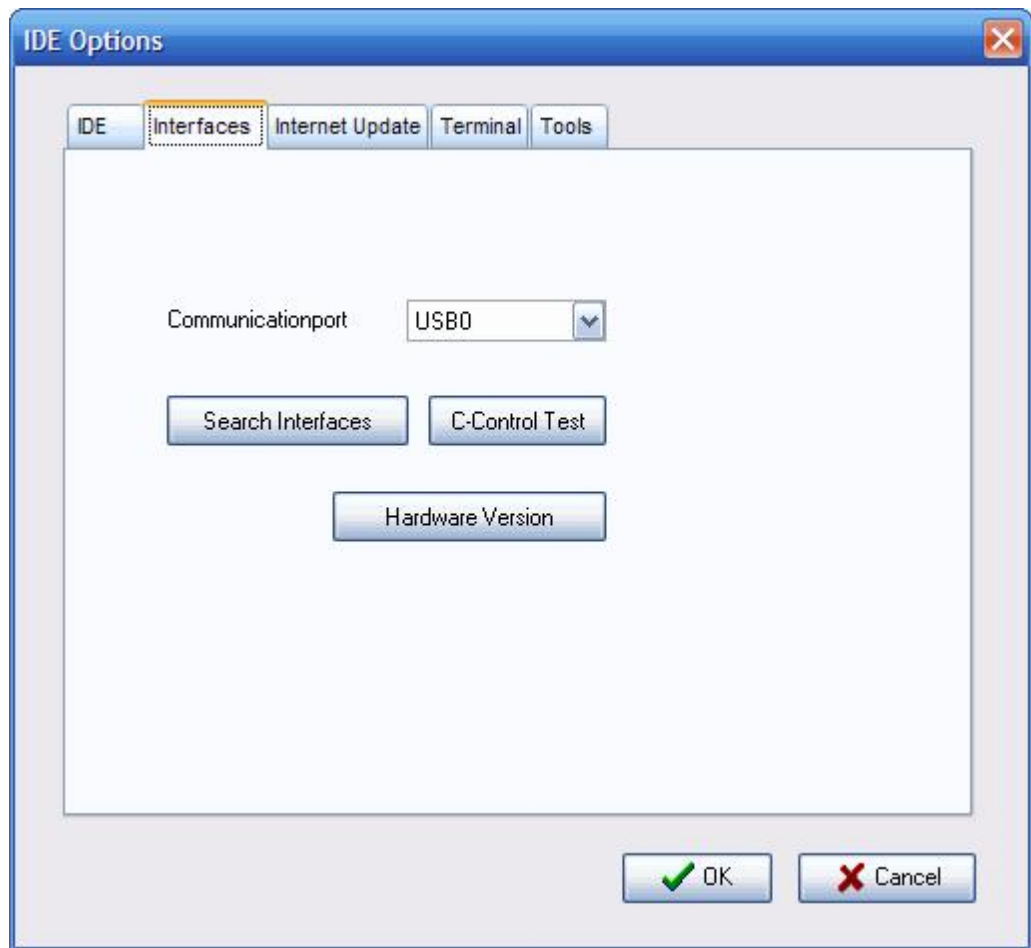 IDE Options
IDE Interfaces Internet Update Terminal Tools
Communicationport USB0
Search Interfaces C-Control Test
Hardware Version
OK Cancel